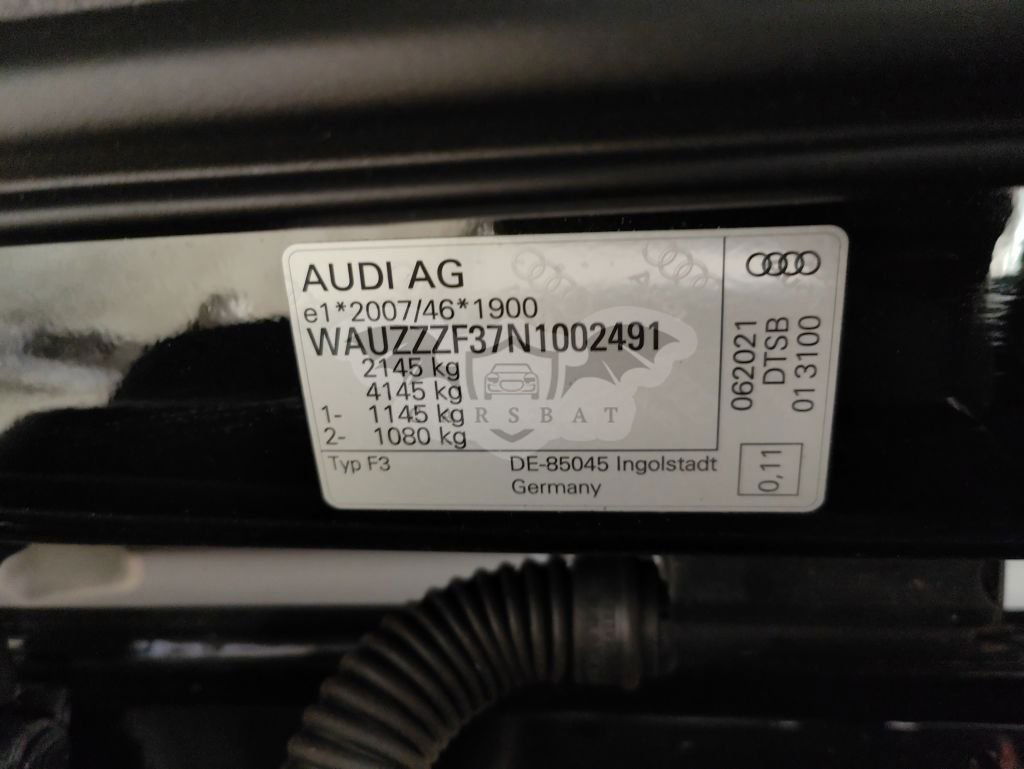 AUDI AG
e1*2007/46*1900
WAUZZZF37N1002491
2145 kg
4145 kg
1- 1145 kg
2- 1080 kg
Typ F3
DE-85045 Ingolstadt
Germany
062021
DTSB
013100
0,11
RSBAT